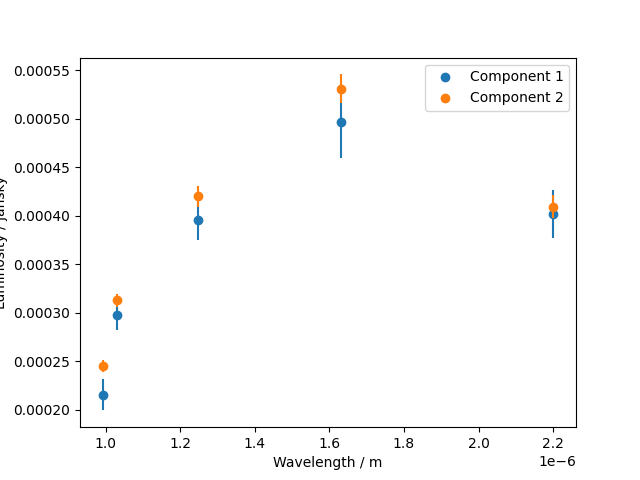 0.00055
0.00050
0.00045
0.00040
0.00035
0.00030
0.00025
0.00020
Luminosity / Jansky
Component 1
Component 2
1.0 1.2 1.4 1.6 1.8 2.0 2.2
1e−6
Wavelength / m